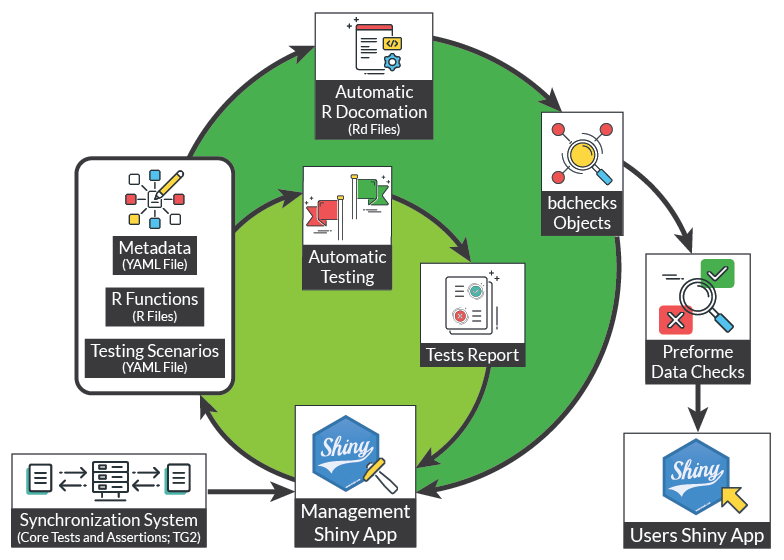 Automatic
R Docomation
(Rd Files)
bdchecks
Objects
Metadata
(YAML File)
R Functions
(R Files)
Testing Scenarios
(YAML File)
Automatic
Testing
Tests Report
Preforme
Data Checks
Shiny
Management
Shiny App
Synchronization System
(Core Tests and Assertions; TG2)
Shiny
Users Shiny App